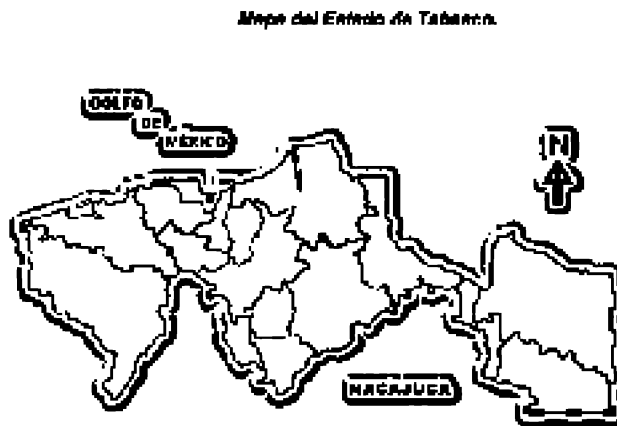 Mapa del Estado de Tabasco.
GOLFO
DE
MÉXICO
N
NACAJUCA